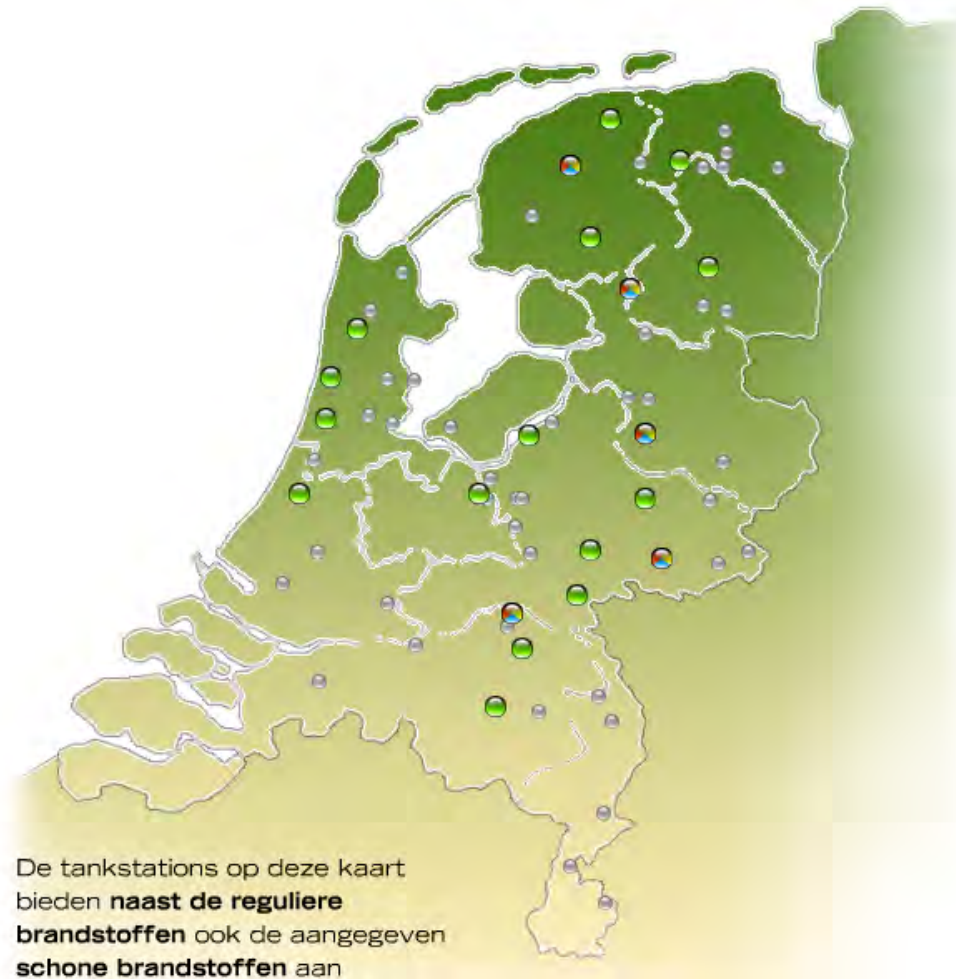 De tankstations op deze kaart
bieden naast de reguliere
brandstoffen ook de aangegeven
schone brandstoffen aan